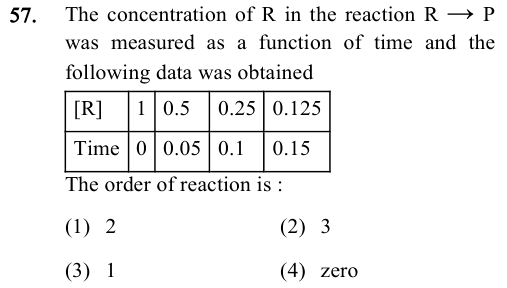 57. The concentration of R in the reaction R ⟶ P
was measured as a function of time and the
following data was obtained
[R] 1 0.5 0.25 0.125
Time 0 0.05 0.1 0.15
The order of reaction is :
(1) 2 (2) 3
(3) 1 (4) zero